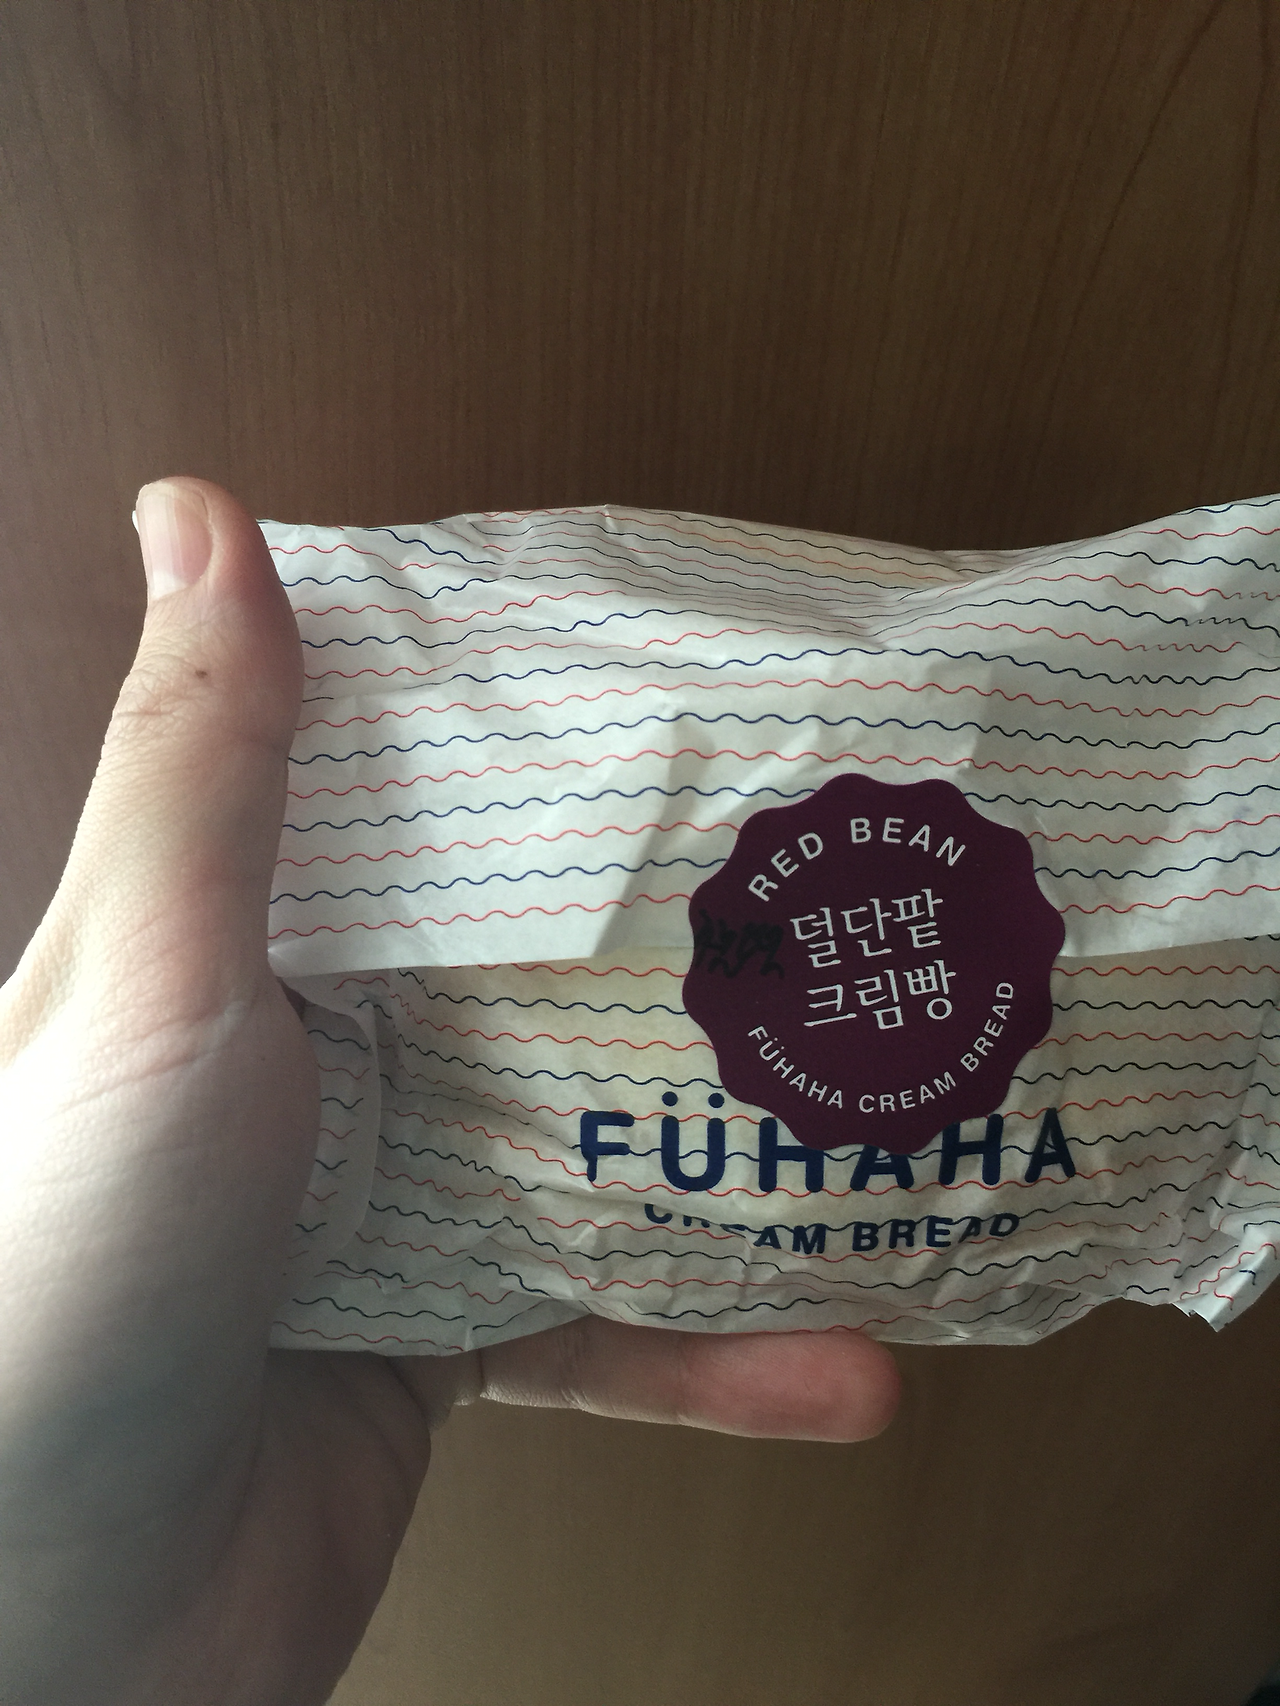 RED BEAN
덜단팥
크림빵
FÜHAHA CREAM BREAD
FÜHAHA
CREAM BREAD